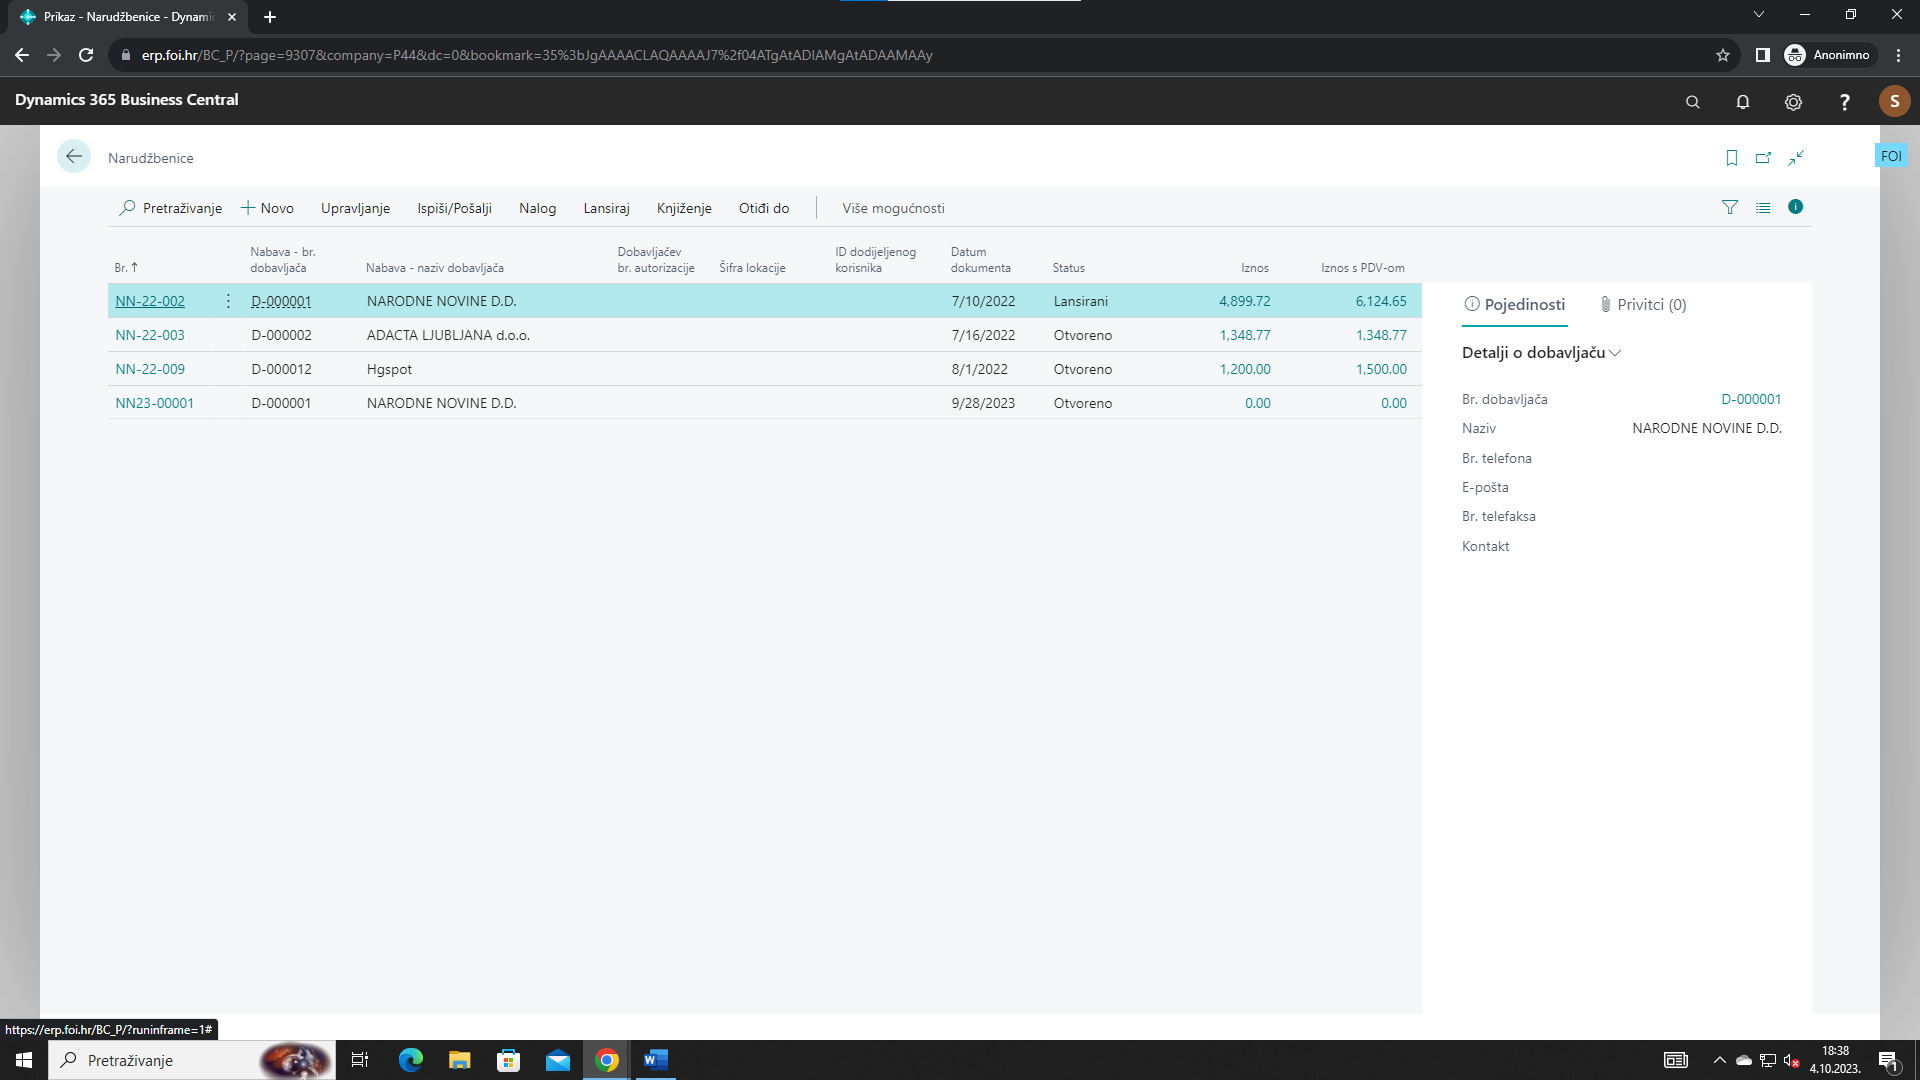 Prikaz - Narudžbenice - Dynami
erp.foi.hr/BC_P/?page=9307&company=P44&dc=0&bookmark=35%3bJgAAAACLAQAAAAJ7%2f04ATgAtADIAMgAtADAAMAAy
Anonimno
Dynamics 365 Business Central
?
S
Narudžbenice
FOI
Pretraživanje
Novo
Upravljanje
Ispiši/Pošalji
Nalog
Lansiraj
Knjiženje
Otiđi do
Više mogućnosti
Br. ↑
Nabava - br. dobavljača
Nabava - naziv dobavljača
Dobavljačev br. autorizacije
Šifra lokacije
ID dodijeljenog korisnika
Datum dokumenta
Status
Iznos
Iznos s PDV-om
NN-22-002 D-000001 NARODNE NOVINE D.D. 7/10/2022 Lansirani 4,899.72 6,124.65
NN-22-003 D-000002 ADACTA LJUBLJANA d.o.o. 7/16/2022 Otvoreno 1,348.77 1,348.77
NN-22-009 D-000012 Hgspot 8/1/2022 Otvoreno 1,200.00 1,500.00
NN23-00001 D-000001 NARODNE NOVINE D.D. 9/28/2023 Otvoreno 0.00 0.00
Pojedinosti
Privitci (0)
Detalji o dobavljaču
Br. dobavljača D-000001
Naziv NARODNE NOVINE D.D.
Br. telefona
E-pošta
Br. telefaksa
Kontakt
https://erp.foi.hr/BC_P/?runinframe=1#
Pretraživanje
18:38
4.10.2023.
1